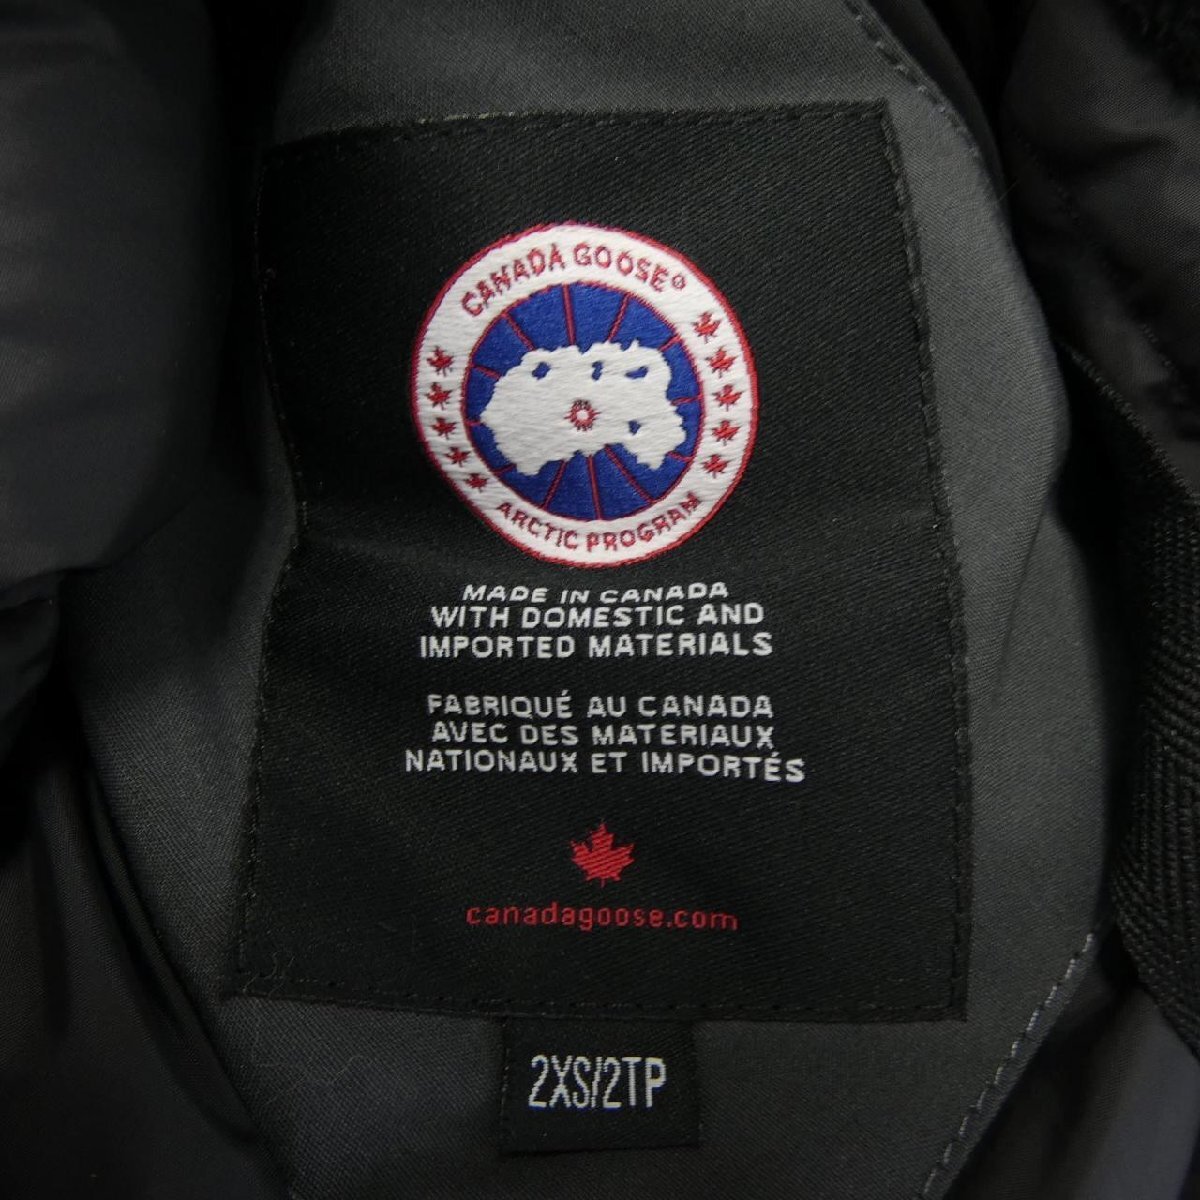 CANADA GOOSE®
ARCTIC PROGRAM
MADE IN CANADA
WITH DOMESTIC AND
IMPORTED MATERIALS
FABRIQUÉ AU CANADA
AVEC DES MATERIAUX
NATIONAUX ET IMPORTÉS
canadagoose.com
2XS/2TP